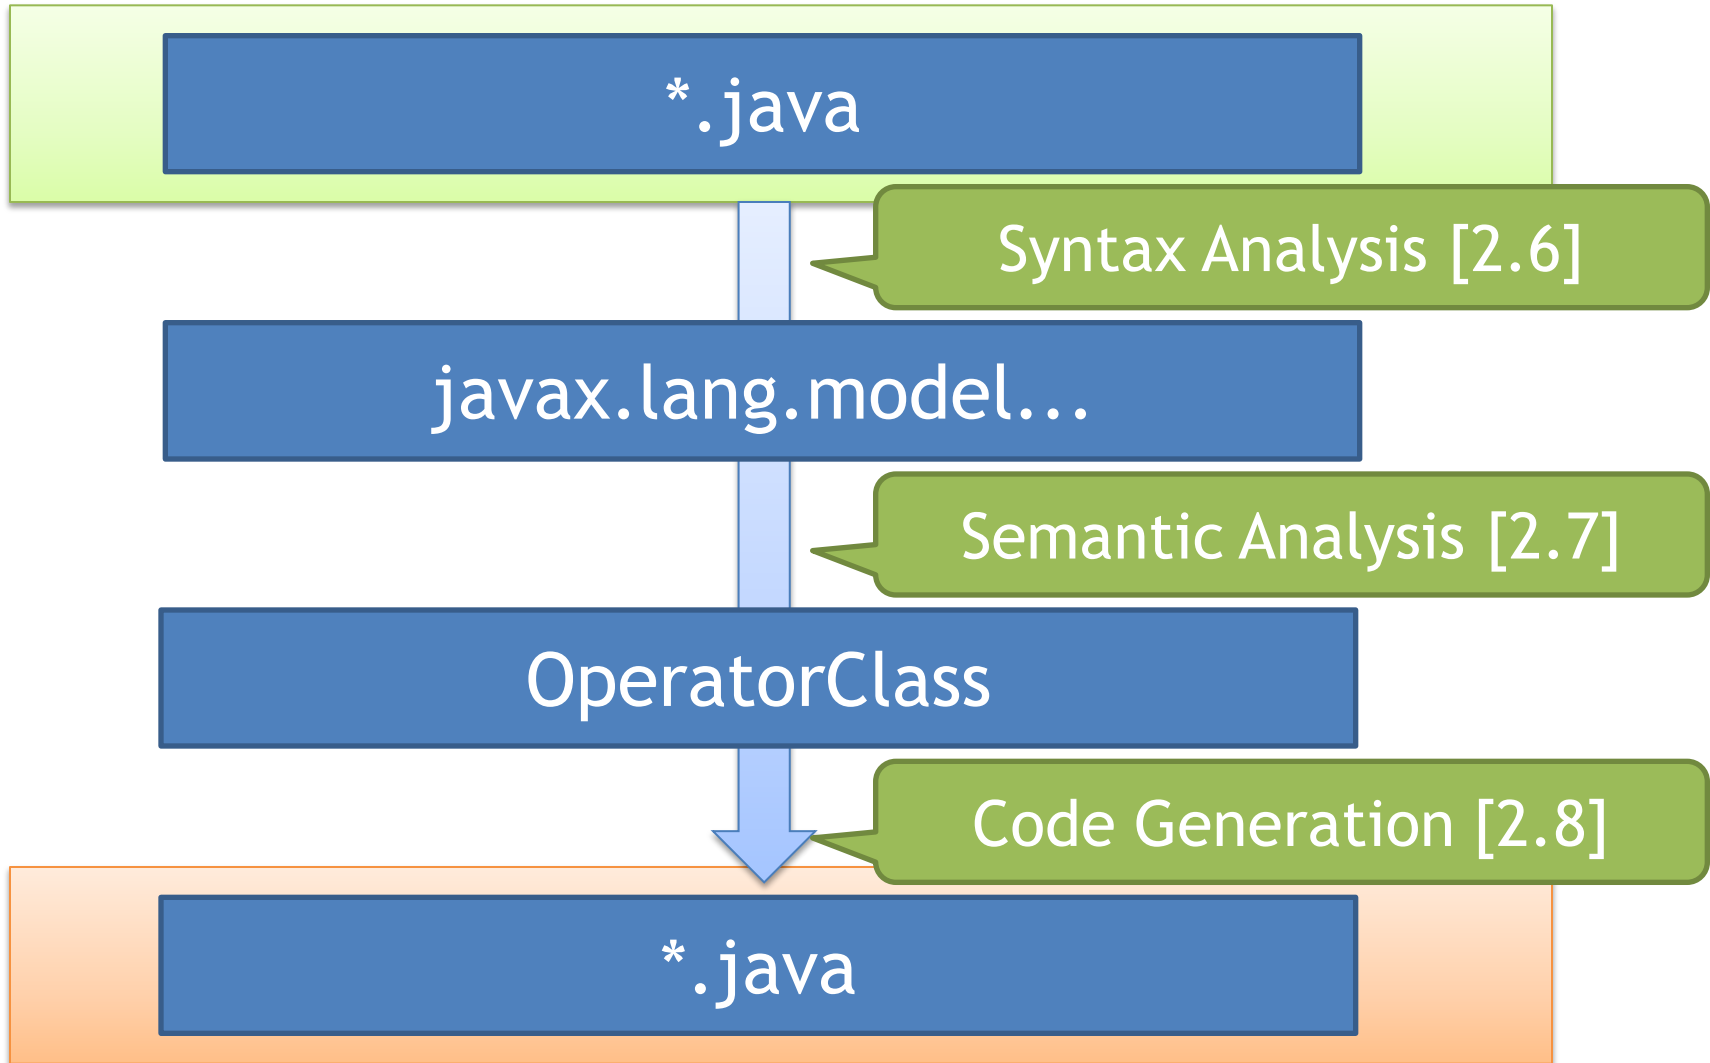 *.java
Syntax Analysis [2.6]
javax.lang.model...
Semantic Analysis [2.7]
OperatorClass
Code Generation [2.8]
*.java